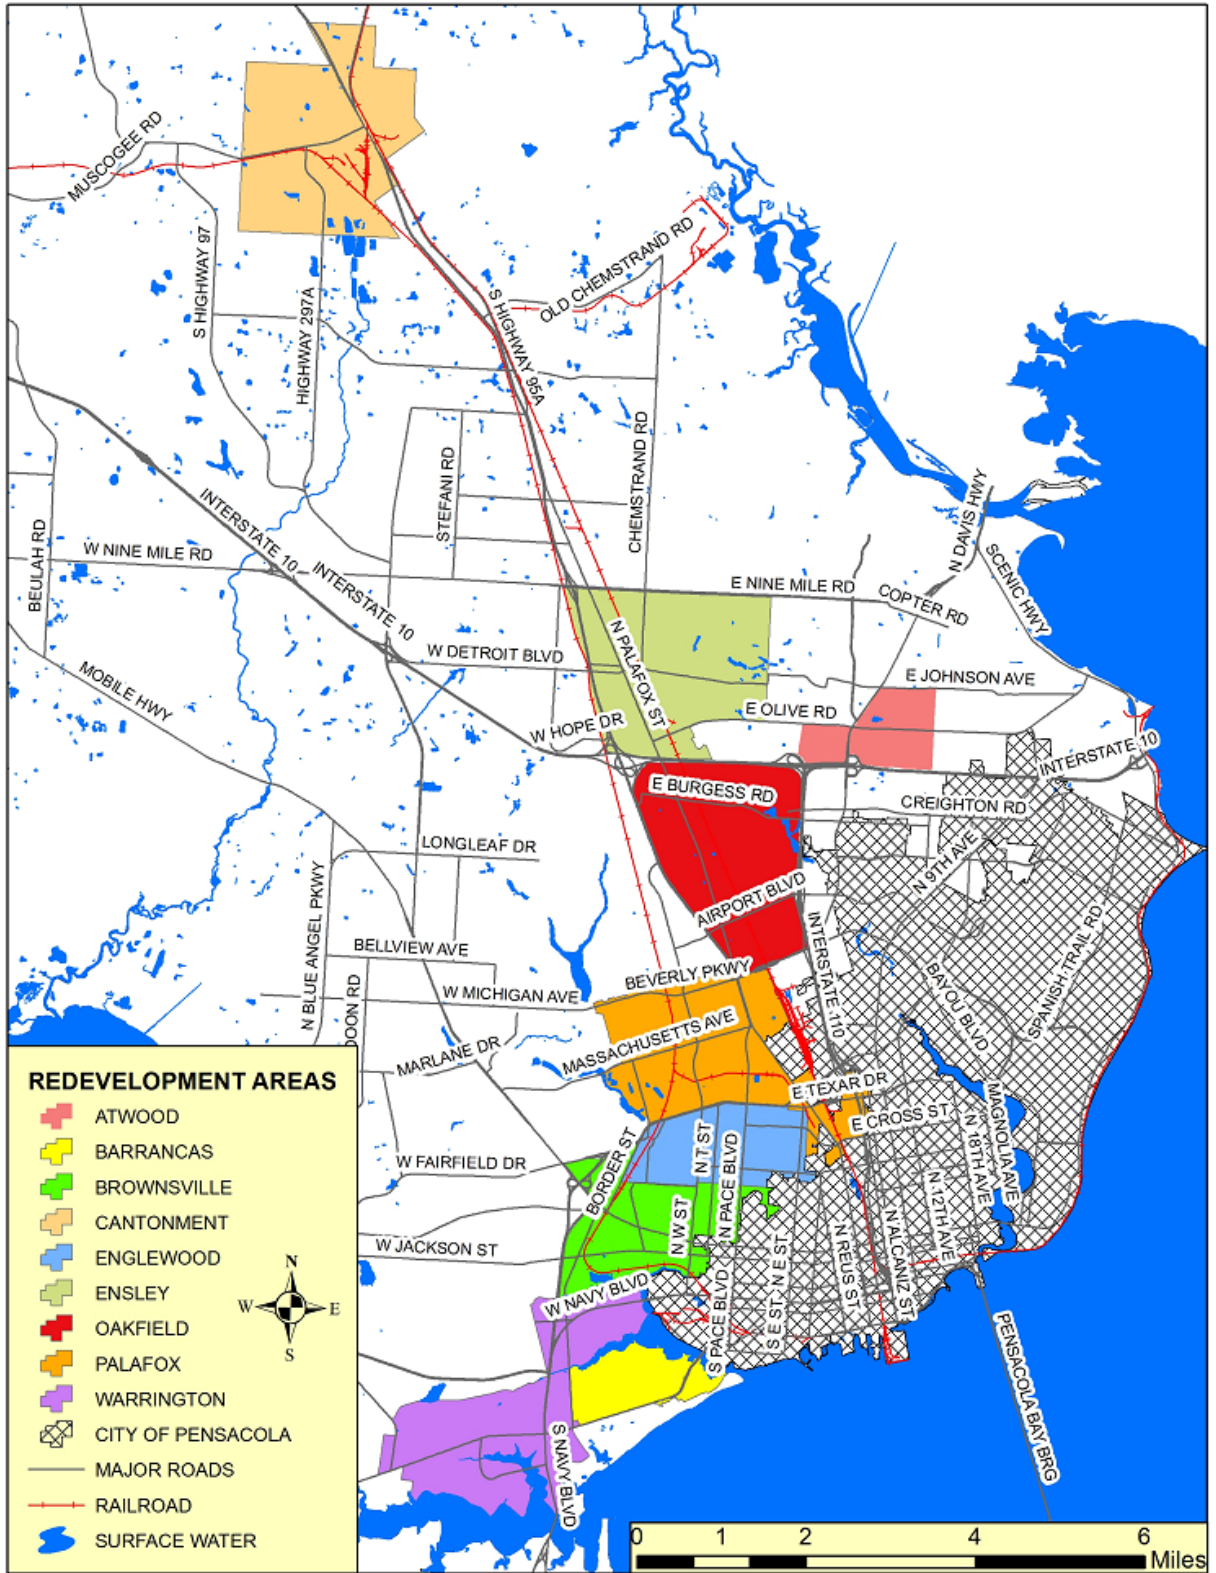 MUSCOGEE RD
S HIGHWAY 97
HIGHWAY 297A
OLD CHEMSTRAND RD
S HIGHWAY 95A
STEFANI RD
CHEMSTRAND RD
N DAVIS HWY
SCENIC HWY
INTERSTATE 10
W NINE MILE RD
BEULAH RD
INTERSTATE 10
E NINE MILE RD
COPTER RD
N PALAFOX ST
W DETROIT BLVD
E JOHNSON AVE
MOBILE HWY
E OLIVE RD
W HOPE DR
INTERSTATE 10
E BURGESS RD
CREIGHTON RD
LONGLEAF DR
N 9TH AVE
N BLUE ANGEL PKWY
AIRPORT BLVD
INTERSTATE 110
SPANISH TRAIL RD
BELLVIEW AVE
BEVERLY PKWY
BAYOU BLVD
W MICHIGAN AVE
DOON RD
MASSACHUSETTS AVE
MARLANE DR
E TEXAR DR
E CROSS ST
MAGNOLIA AVE
N 18TH AVE
N T ST
N PACE BLVD
W FAIRFIELD DR
BORDER ST
N 12TH AVE
N W ST
N REUS ST
N ALCANIZ ST
W JACKSON ST
N E ST
S E ST
W NAVY BLVD
S PACE BLVD
PENSACOLA BAY BRG
S NAVY BLVD
REDEVELOPMENT AREAS
ATWOOD
BARRANCAS
BROWNSVILLE
CANTONMENT
ENGLEWOOD
ENSLEY
OAKFIELD
PALAFOX
WARRINGTON
CITY OF PENSACOLA
MAJOR ROADS
RAILROAD
SURFACE WATER
N
W E
S
0 1 2 4 6
Miles